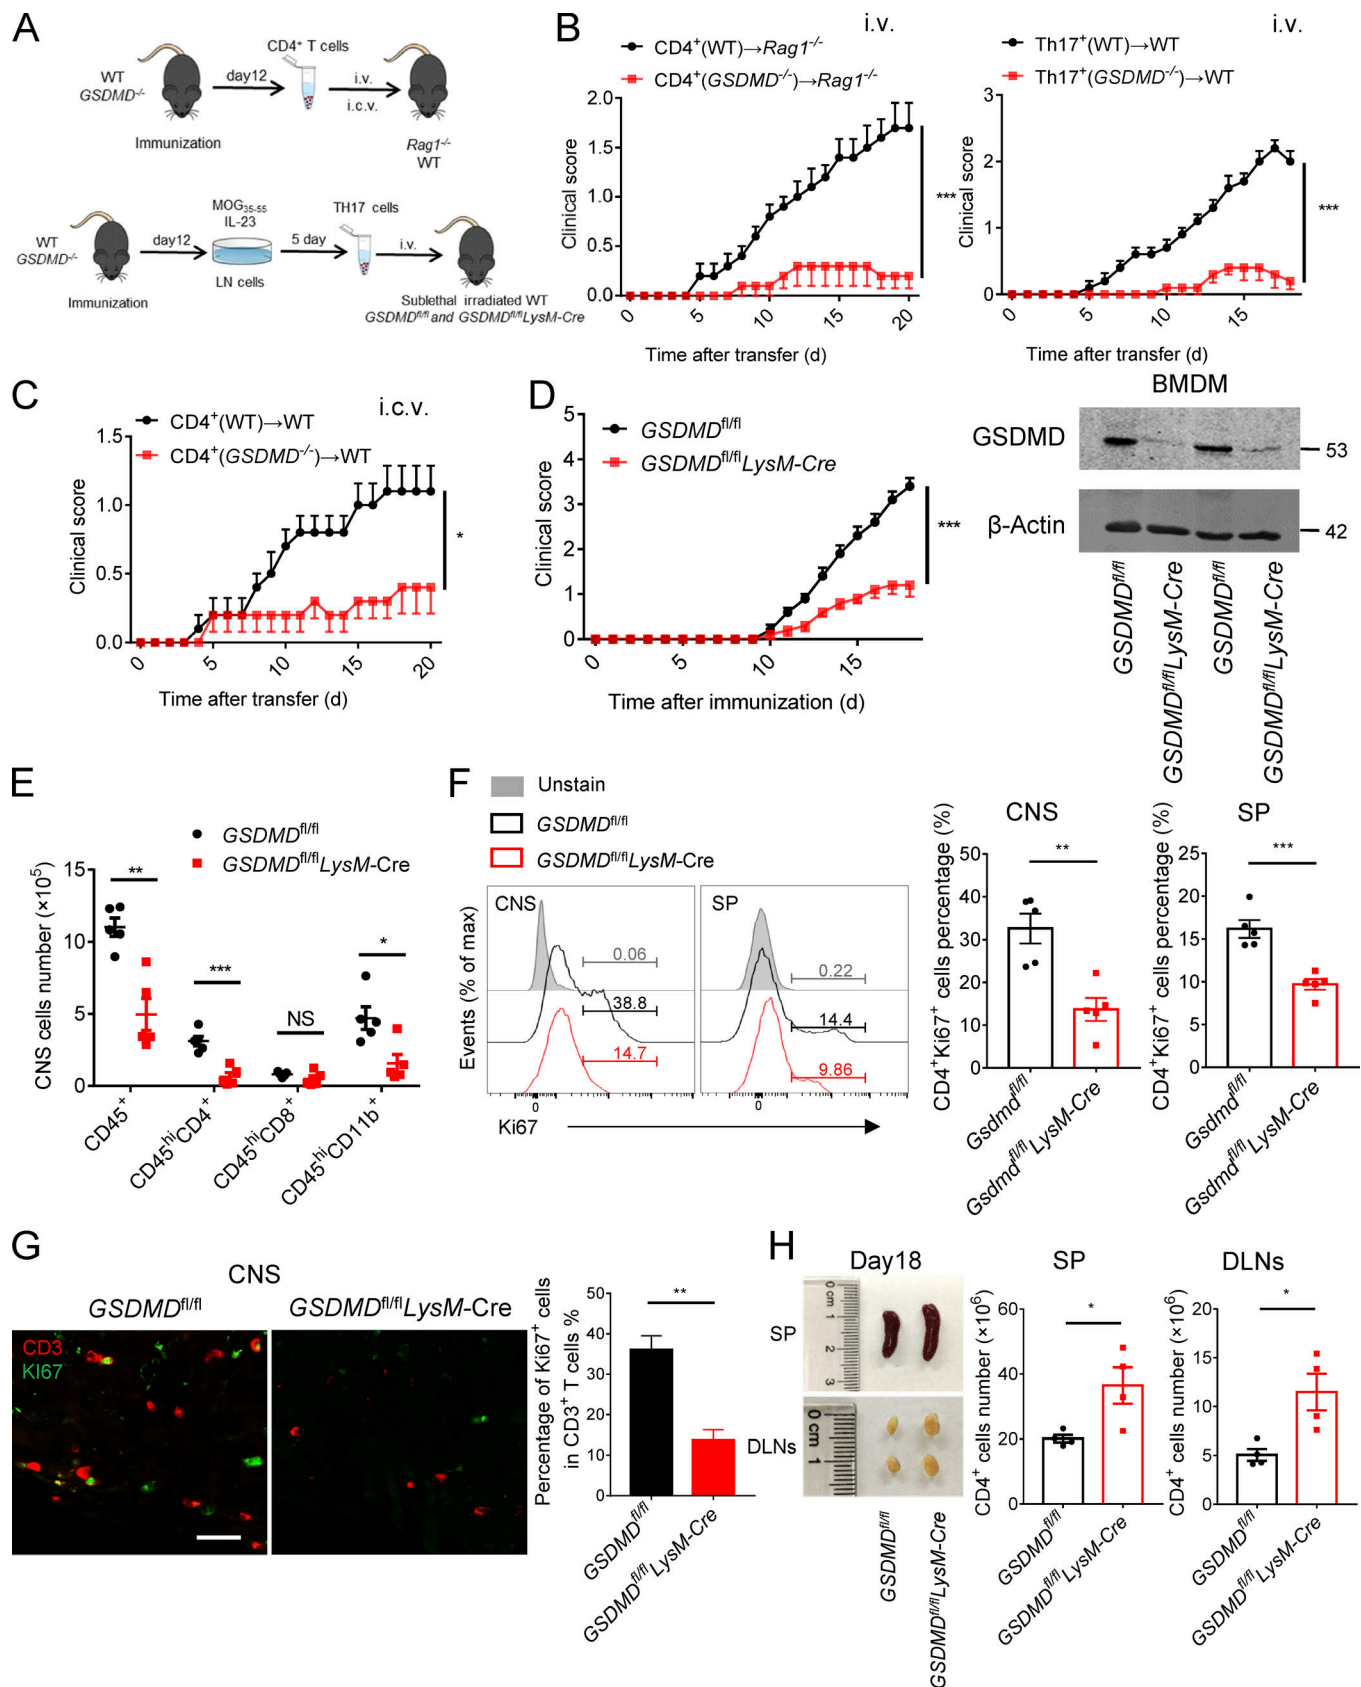 A
WT
GSDMD-/-
Immunization
day12
CD4+ T cells
i.v.
i.c.v.
Rag1-/-
WT
WT
GSDMD-/-
Immunization
day12
MOG35-55
IL-23
LN cells
5 day
TH17 cells
i.v.
Sublethal irradiated WT
GSDMDfl/fl and GSDMDfl/flLysM-Cre
B
i.v.
CD4+(WT)→Rag1-/-
CD4+(GSDMD-/-)→Rag1-/-
Clinical score
2.0
1.5
1.0
0.5
0.0
0 5 10 15 20
***
Time after transfer (d)
i.v.
Th17+(WT)→WT
Th17+(GSDMD-/-)→WT
Clinical score
3
2
1
0
0 5 10 15
***
Time after transfer (d)
C
i.c.v.
CD4+(WT)→WT
CD4+(GSDMD-/-)→WT
Clinical score
1.5
1.0
0.5
0.0
0 5 10 15 20
*
Time after transfer (d)
D
GSDMDfl/fl
GSDMDfl/flLysM-Cre
Clinical score
5
4
3
2
1
0
0 5 10 15
***
Time after immunization (d)
BMDM
GSDMD
53
β-Actin
42
GSDMDfl/fl
GSDMDfl/flLysM-Cre
GSDMDfl/fl
GSDMDfl/flLysM-Cre
E
GSDMDfl/fl
GSDMDfl/flLysM-Cre
CNS cells number (×10⁵)
15
10
5
0
**
***
NS
*
CD45+
CD45hiCD4+
CD45hiCD8+
CD45hiCD11b+
F
Unstain
GSDMDfl/fl
GSDMDfl/flLysM-Cre
Events (% of max)
CNS
0.06
38.8
14.7
0
SP
0.22
14.4
9.86
0
Ki67
CNS
CD4+Ki67+ cells percentage (%)
50
40
30
20
10
0
**
Gsdmdfl/fl
Gsdmdfl/flLysM-Cre
SP
CD4+Ki67+ cells percentage (%)
25
20
15
10
5
0
***
Gsdmdfl/fl
Gsdmdfl/flLysM-Cre
G
CNS
GSDMDfl/fl
GSDMDfl/flLysM-Cre
CD3
KI67
Percentage of Ki67+ cells
in CD3+ T cells %
50
40
30
20
10
0
**
GSDMDfl/fl
GSDMDfl/flLysM-Cre
H
Day18
SP
0 cm 1 2 3
DLNs
0 cm 1
GSDMDfl/fl
GSDMDfl/flLysM-Cre
SP
CD4+ cells number (×10⁶)
60
40
20
0
*
GSDMDfl/fl
GSDMDfl/flLysM-Cre
DLNs
CD4+ cells number (×10⁶)
20
15
10
5
0
*
GSDMDfl/fl
GSDMDfl/flLysM-Cre